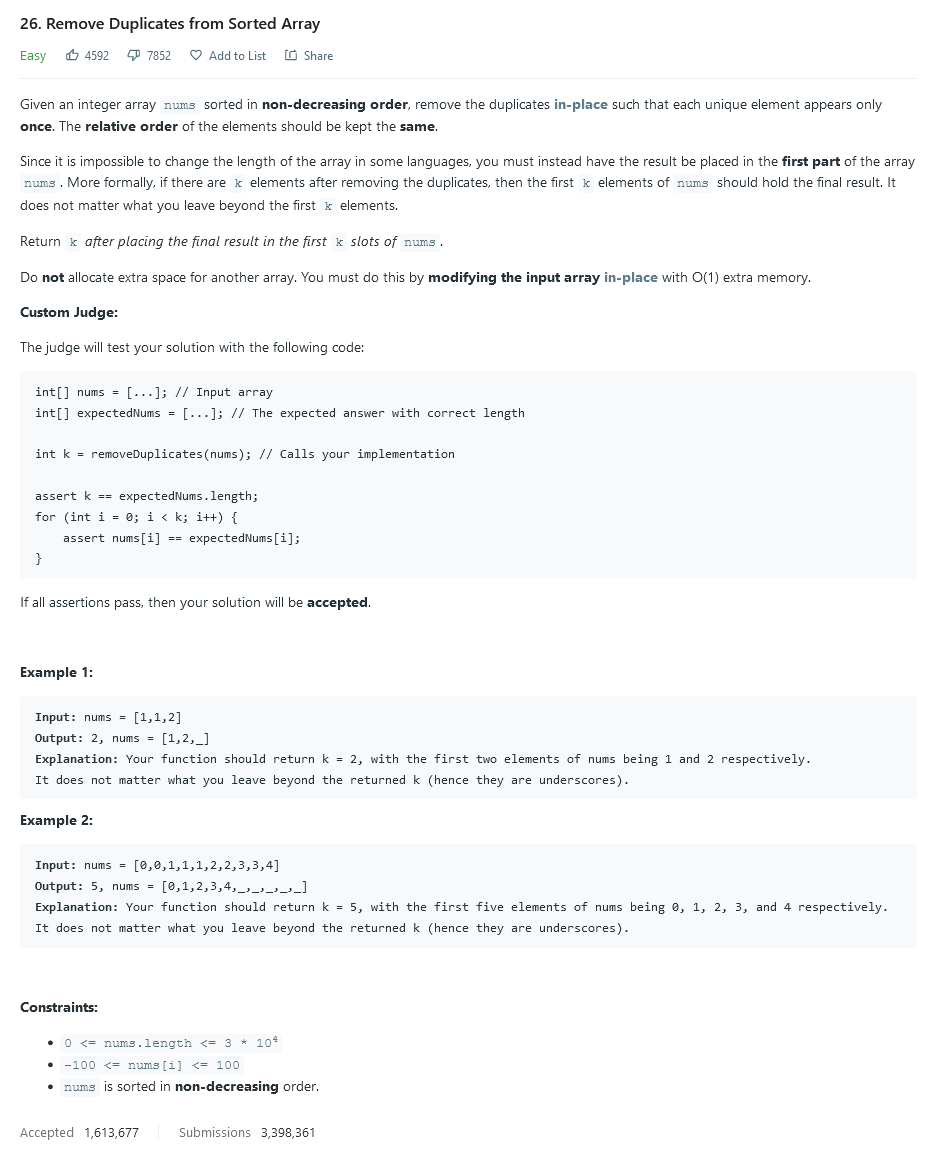 26. Remove Duplicates from Sorted Array
Easy 4592 7852 Add to List Share
Given an integer array nums sorted in non-decreasing order, remove the duplicates in-place such that each unique element appears only
once. The relative order of the elements should be kept the same.
Since it is impossible to change the length of the array in some languages, you must instead have the result be placed in the first part of the array
nums. More formally, if there are k elements after removing the duplicates, then the first k elements of nums should hold the final result. It
does not matter what you leave beyond the first k elements.
Return k after placing the final result in the first k slots of nums.
Do not allocate extra space for another array. You must do this by modifying the input array in-place with O(1) extra memory.
Custom Judge:
The judge will test your solution with the following code:
int[] nums = [...]; // Input array
int[] expectedNums = [...]; // The expected answer with correct length
int k = removeDuplicates(nums); // Calls your implementation
assert k == expectedNums.length;
for (int i = 0; i < k; i++) {
    assert nums[i] == expectedNums[i];
}
If all assertions pass, then your solution will be accepted.
Example 1:
Input: nums = [1,1,2]
Output: 2, nums = [1,2,_]
Explanation: Your function should return k = 2, with the first two elements of nums being 1 and 2 respectively.
It does not matter what you leave beyond the returned k (hence they are underscores).
Example 2:
Input: nums = [0,0,1,1,1,2,2,3,3,4]
Output: 5, nums = [0,1,2,3,4,_,_,_,_,_]
Explanation: Your function should return k = 5, with the first five elements of nums being 0, 1, 2, 3, and 4 respectively.
It does not matter what you leave beyond the returned k (hence they are underscores).
Constraints:
• 0 <= nums.length <= 3 * 10⁴
• -100 <= nums[i] <= 100
• nums is sorted in non-decreasing order.
Accepted 1,613,677 Submissions 3,398,361